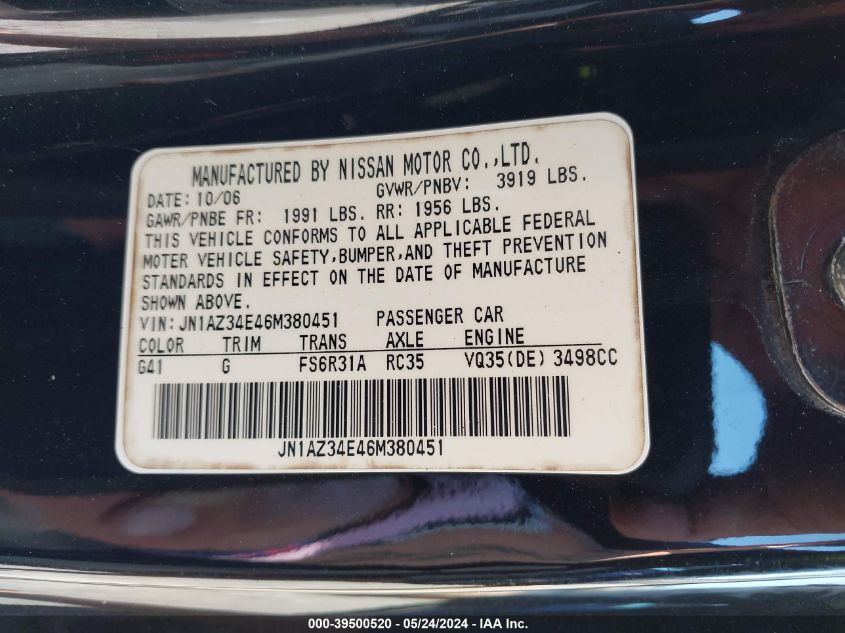 MANUFACTURED BY NISSAN MOTOR CO.,LTD.
DATE: 10/06 GVWR/PNBV: 3919 LBS.
GAWR/PNBE FR: 1991 LBS. RR: 1956 LBS.
THIS VEHICLE CONFORMS TO ALL APPLICABLE FEDERAL
MOTER VEHICLE SAFETY,BUMPER,AND THEFT PREVENTION
STANDARDS IN EFFECT ON THE DATE OF MANUFACTURE
SHOWN ABOVE.
VIN:JN1AZ34E46M380451 PASSENGER CAR
COLOR TRIM TRANS AXLE ENGINE
G41 G FS6R31A RC35 VQ35(DE) 3498CC
JN1AZ34E46M380451
000-39500520 - 05/24/2024 - IAA Inc.